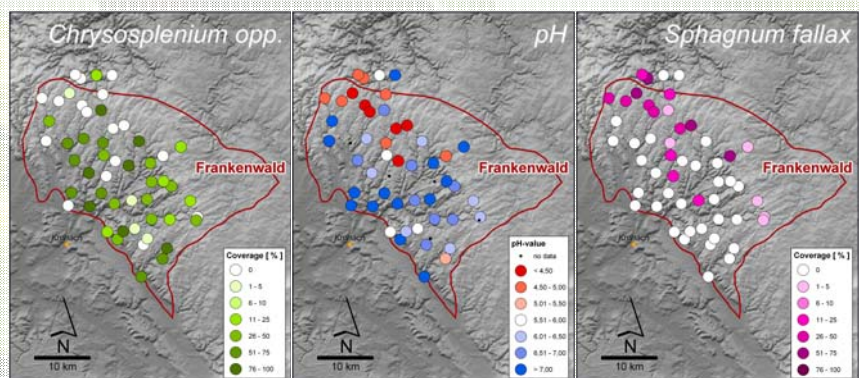 Chrysosplenium opp.
Frankenwald
Kronach
N
10 km
Coverage [ % ]
0
1 - 5
6 - 10
11 - 25
26 - 50
51 - 75
76 - 100
pH
Frankenwald
Kronach
N
10 km
pH-value
no data
< 4,50
4,50 - 5,00
5,01 - 5,50
5,51 - 6,00
6,01 - 6,50
6,51 - 7,00
> 7,00
Sphagnum fallax
Frankenwald
Kronach
N
10 km
Coverage [ % ]
0
1 - 5
6 - 10
11 - 25
26 - 50
51 - 75
76 - 100